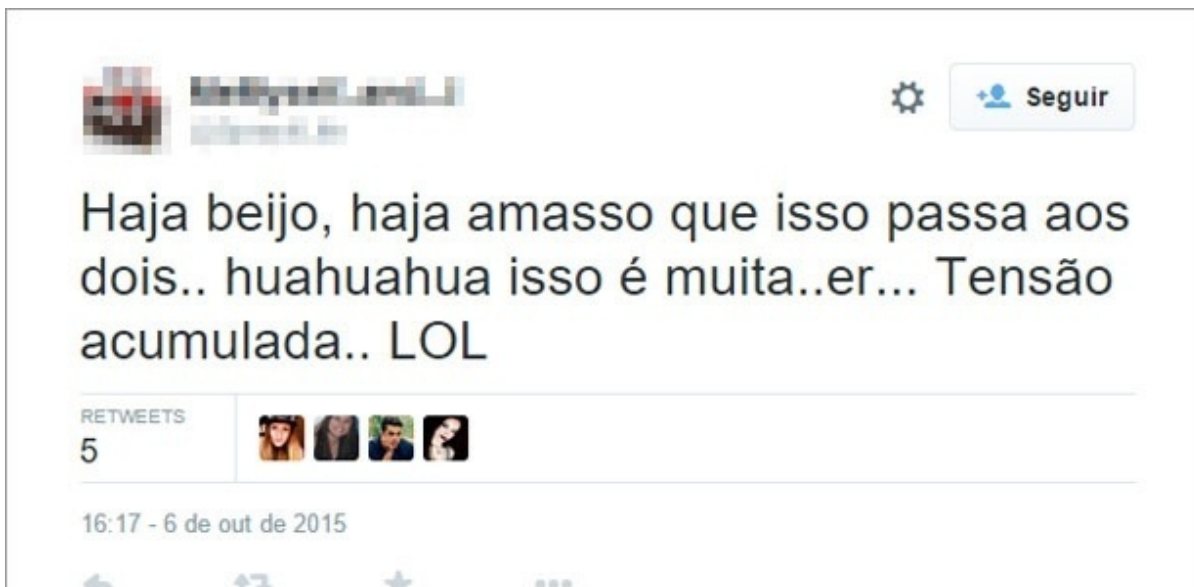 Seguir
Haja beijo, haja amasso que isso passa aos
dois.. huahuahua isso é muita..er... Tensão
acumulada.. LOL
RETWEETS
5
16:17 - 6 de out de 2015